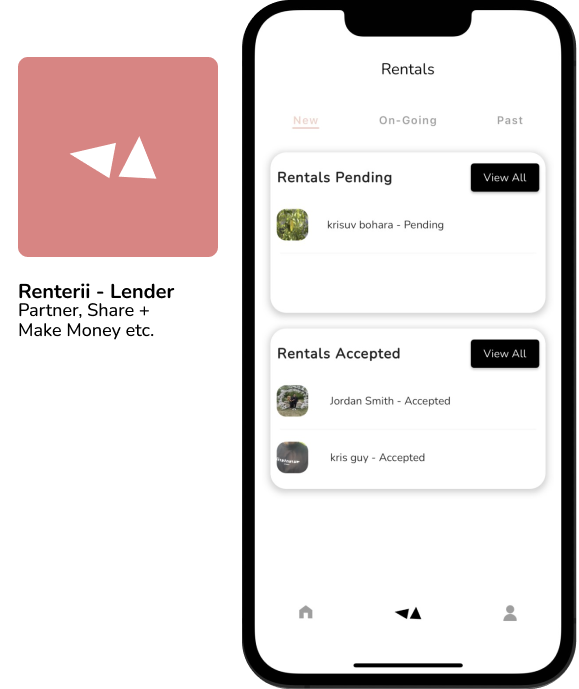 Renterii - Lender
Partner, Share +
Make Money etc.
Rentals
New On-Going Past
Rentals Pending View All
krisuv bohara - Pending
Rentals Accepted View All
Jordan Smith - Accepted
kris guy - Accepted